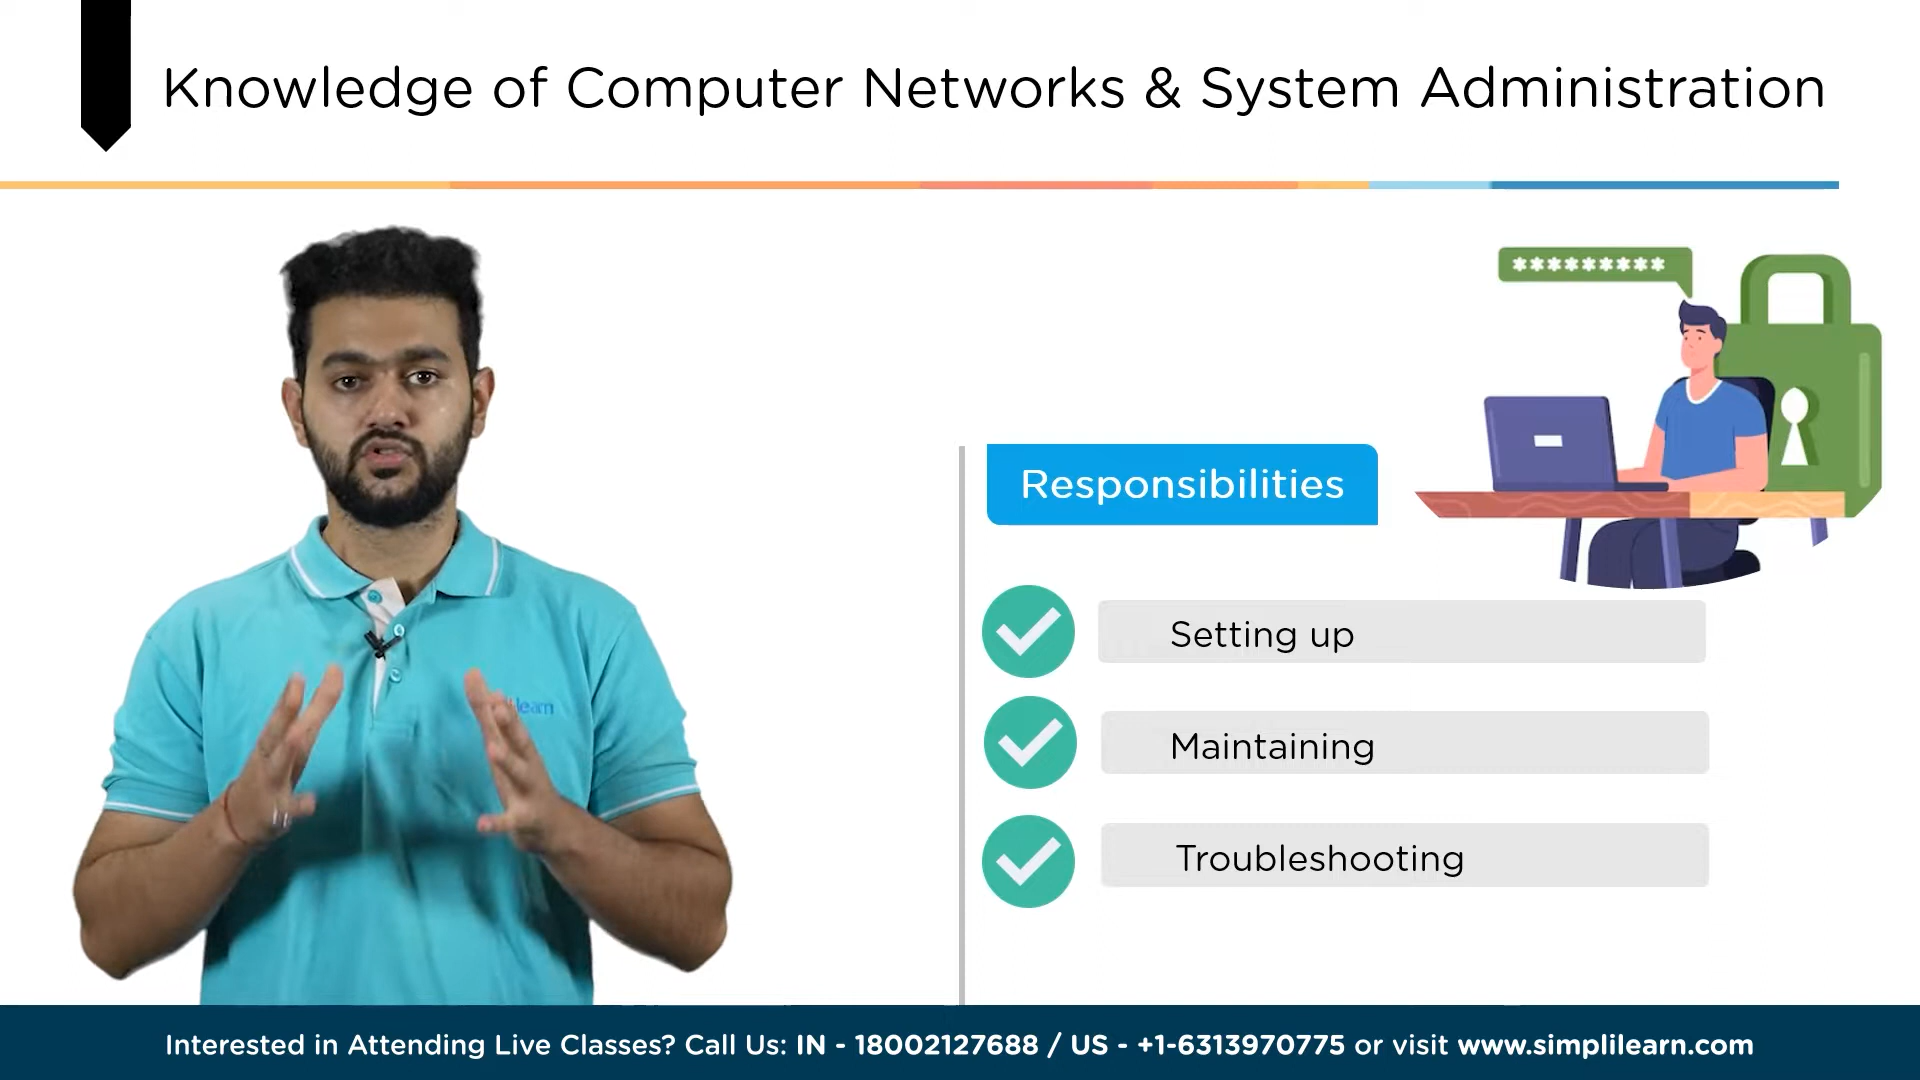 Knowledge of Computer Networks & System Administration
*********
Responsibilities
Setting up
Maintaining
Troubleshooting
Interested in Attending Live Classes? Call Us: IN - 18002127688 / US - +1-6313970775 or visit www.simplilearn.com